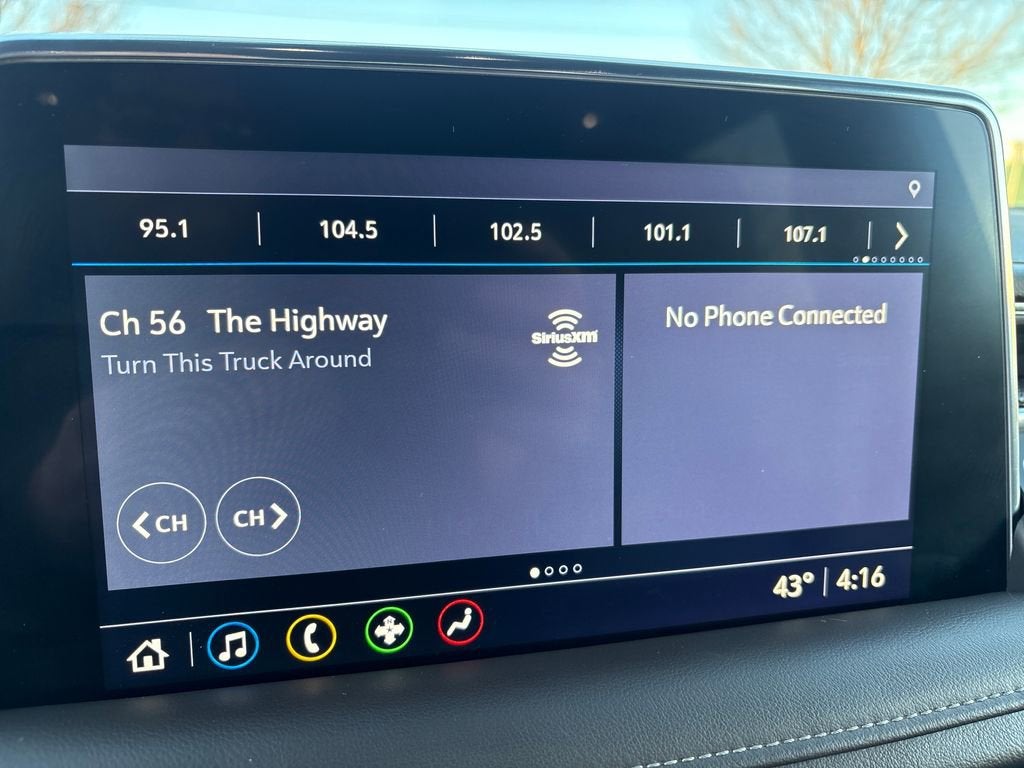 95.1 | 104.5 | 102.5 | 101.1 | 107.1
Ch 56 The Highway
SiriusXM
Turn This Truck Around
No Phone Connected
CH CH
43° | 4:16